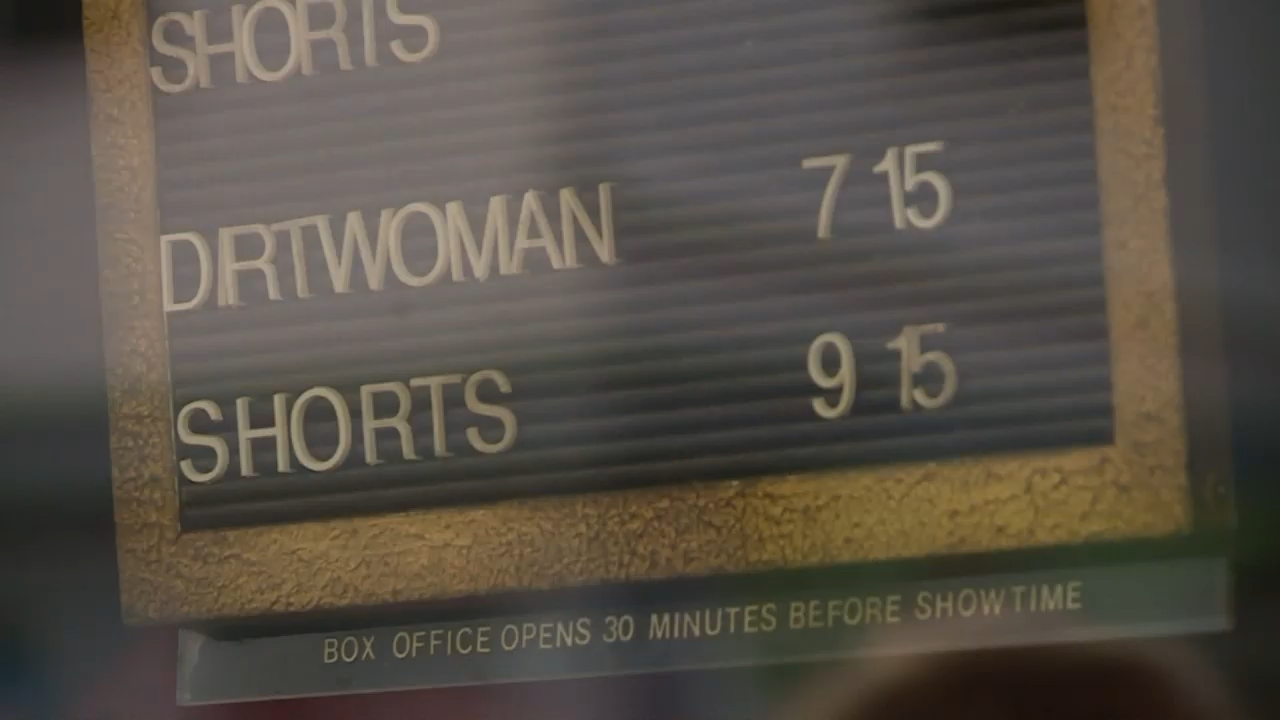 SHORTS
DIRTWOMAN 7 15
SHORTS 9 15
BOX OFFICE OPENS 30 MINUTES BEFORE SHOWTIME